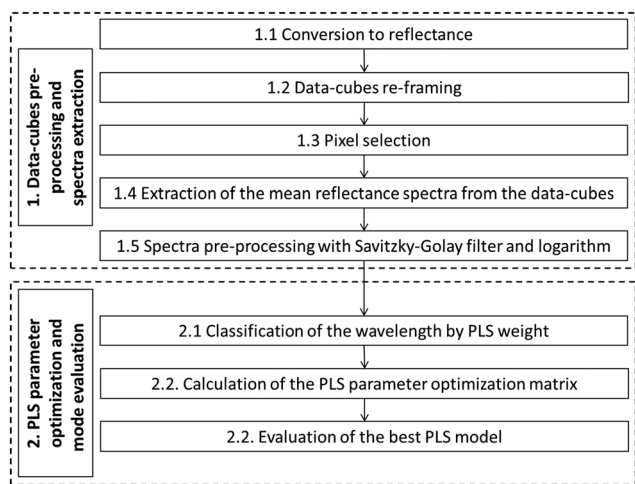 1. Data-cubes pre-
processing and
spectra extraction
1.1 Conversion to reflectance
1.2 Data-cubes re-framing
1.3 Pixel selection
1.4 Extraction of the mean reflectance spectra from the data-cubes
1.5 Spectra pre-processing with Savitzky-Golay filter and logarithm
2. PLS parameter
optimization and
mode evaluation
2.1 Classification of the wavelength by PLS weight
2.2. Calculation of the PLS parameter optimization matrix
2.2. Evaluation of the best PLS model